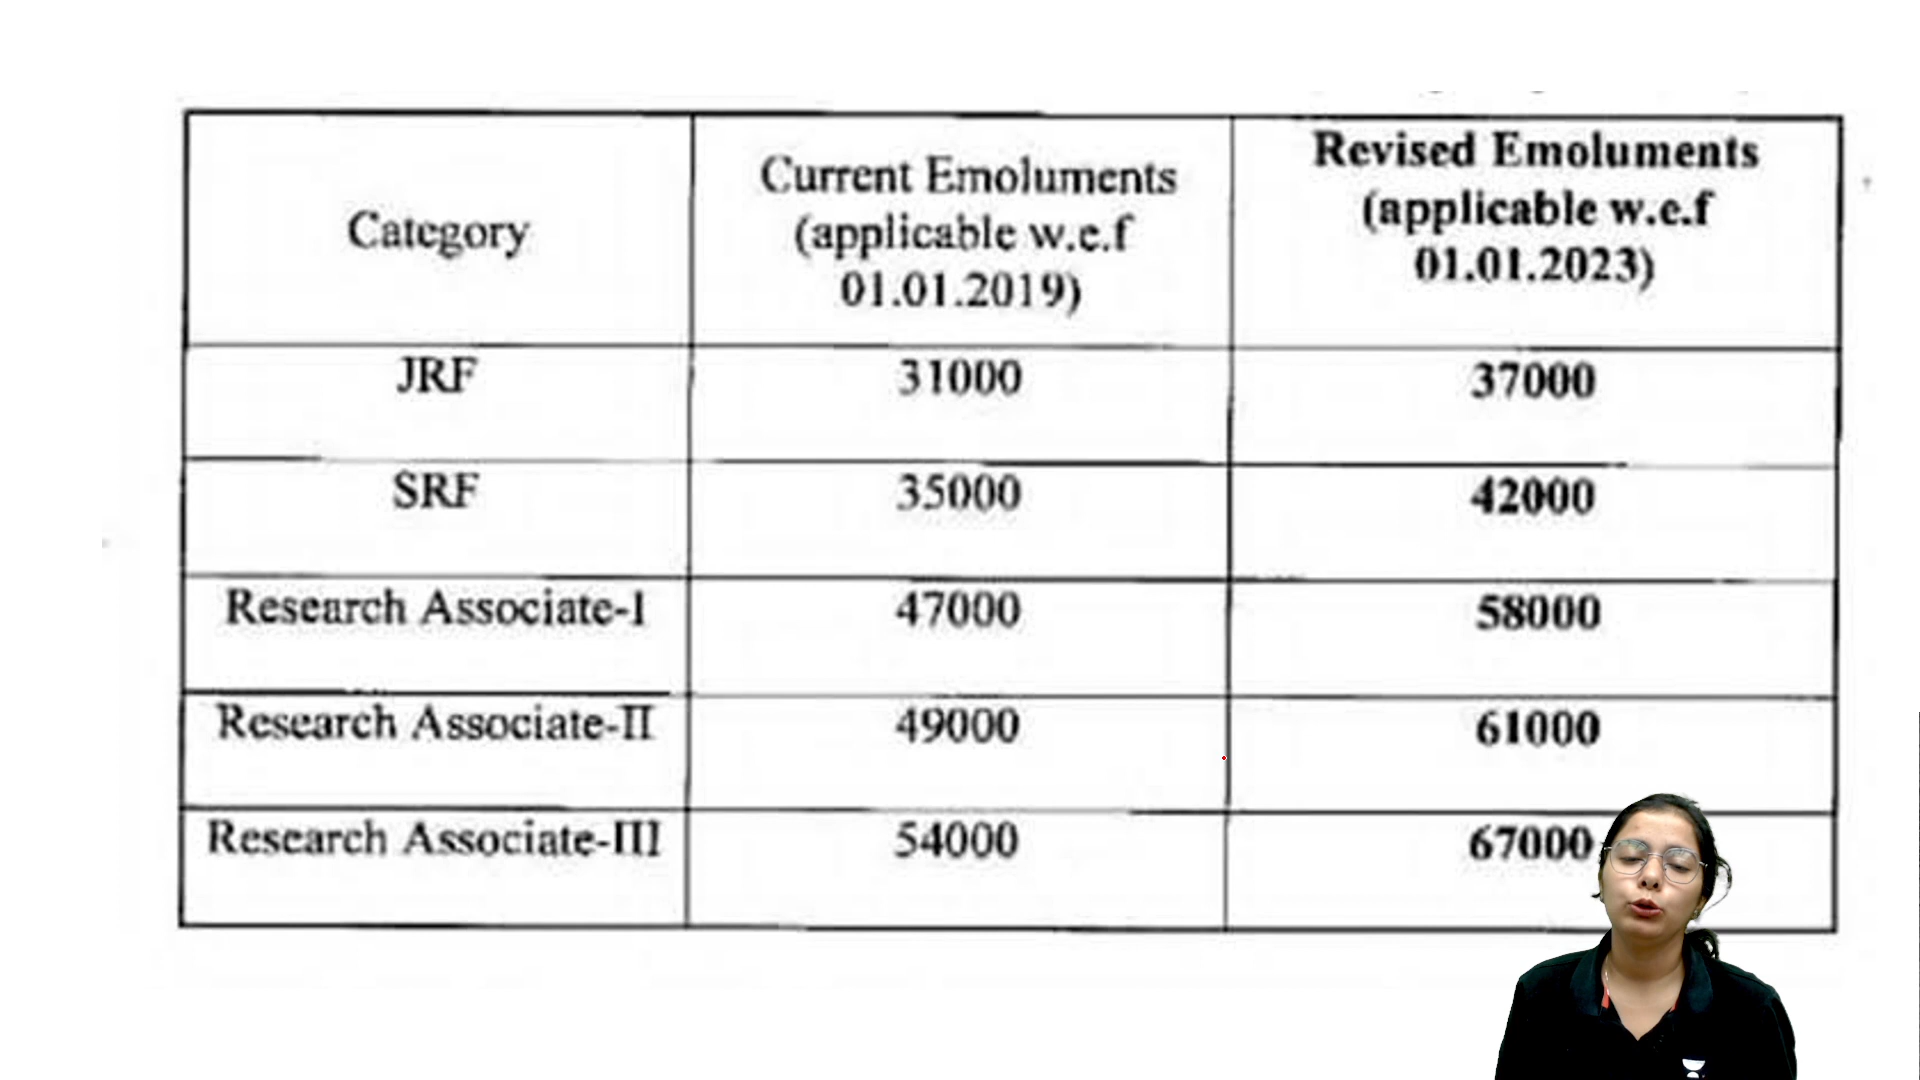 Category
Current Emoluments
(applicable w.e.f
01.01.2019)
Revised Emoluments
(applicable w.e.f
01.01.2023)
JRF
31000
37000
SRF
35000
42000
Research Associate-I
47000
58000
Research Associate-II
49000
61000
Research Associate-III
54000
67000